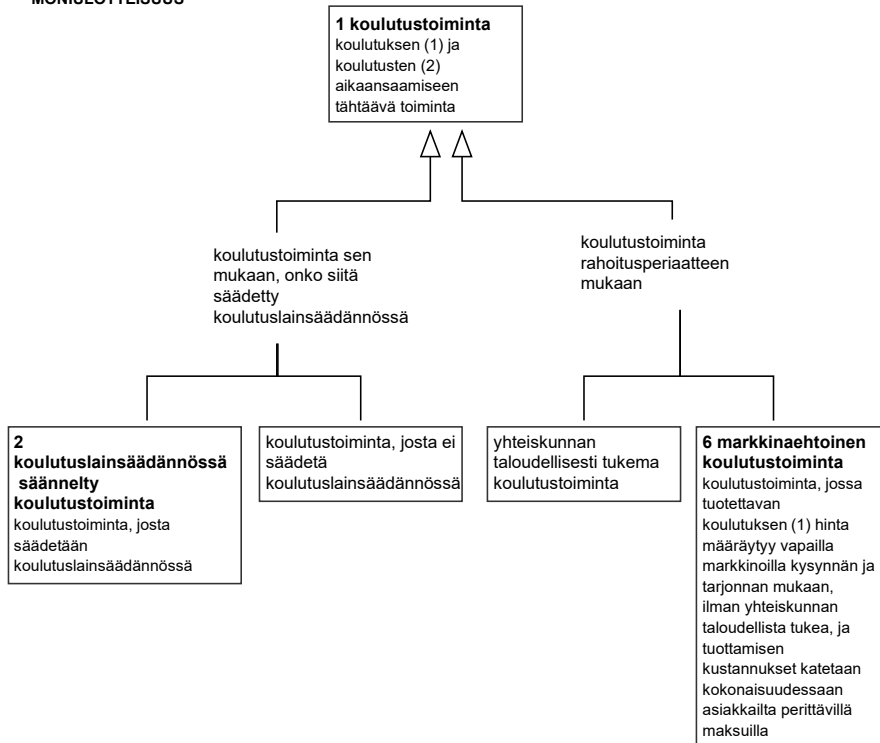 MONIULOTTEISUUS
1 koulutustoiminta
koulutuksen (1) ja
koulutusten (2)
aikaansaamiseen
tähtäävä toiminta
koulutustoiminta sen
mukaan, onko siitä
säädetty
koulutuslainsäädännössä
koulutustoiminta
rahoitusperiaatteen
mukaan
2
koulutuslainsäädännössä
säännelty
koulutustoiminta
koulutustoiminta, josta
säädetään
koulutuslainsäädännössä
koulutustoiminta, josta ei
säädetä
koulutuslainsäädännössä
yhteiskunnan
taloudellisesti tukema
koulutustoiminta
6 markkinaehtoinen
koulutustoiminta
koulutustoiminta, jossa
tuotettavan
koulutuksen (1) hinta
määräytyy vapailla
markkinoilla kysynnän ja
tarjonnan mukaan,
ilman yhteiskunnan
taloudellista tukea, ja
tuottamisen
kustannukset katetaan
kokonaisuudessaan
asiakkailta perittävillä
maksuilla